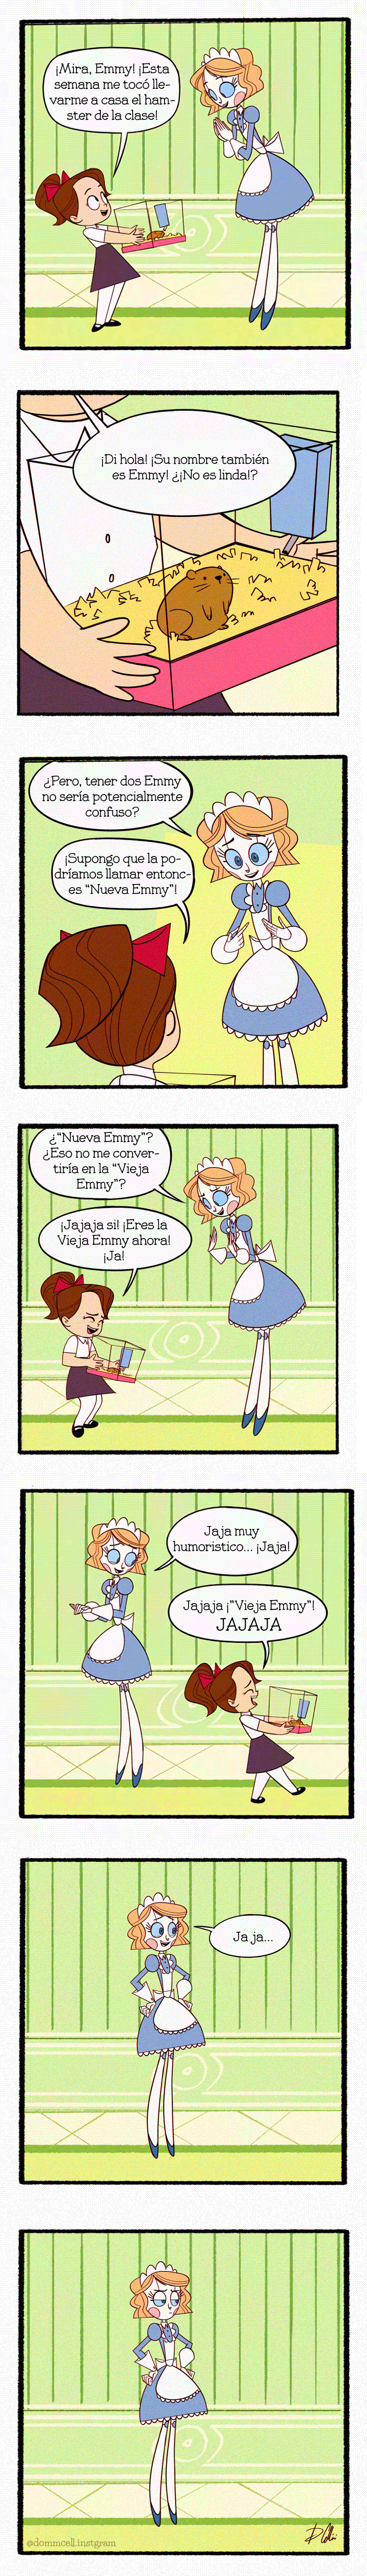 ¡Mira, Emmy! ¡Esta
semana me tocó lle-
varme a casa el ham-
ster de la clase!
¡Di hola! ¡Su nombre también
es Emmy! ¿¡No es linda!?
¿Pero, tener dos Emmy
no sería potencialmente
confuso?
¡Supongo que la po-
dríamos llamar entonc-
es “Nueva Emmy”!
¿“Nueva Emmy”?
¿Eso no me conver-
tiría en la “Vieja
Emmy”?
¡Jajaja si! ¡Eres la
Vieja Emmy ahora!
¡Ja!
Jaja muy
humoristico... ¡Jaja!
Jajaja ¡“Vieja Emmy”!
JAJAJA
Ja ja...
@dommcell.instgram